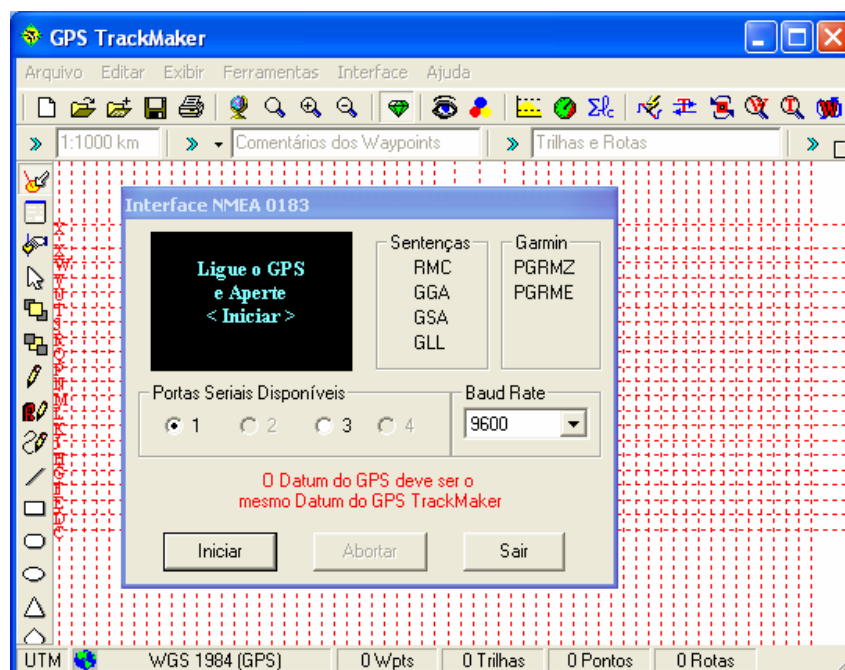 GPS TrackMaker
Arquivo Editar Exibir Ferramentas Interface Ajuda
1:1000 km
Comentários dos Waypoints
Trilhas e Rotas
Interface NMEA 0183
Ligue o GPS
e Aperte
< Iniciar >
Sentenças
RMC
GGA
GSA
GLL
Garmin
PGRMZ
PGRME
Portas Seriais Disponíveis
1 2 3 4
Baud Rate
9600
O Datum do GPS deve ser o
mesmo Datum do GPS TrackMaker
Iniciar Abortar Sair
UTM WGS 1984 (GPS) 0 Wpts 0 Trilhas 0 Pontos 0 Rotas